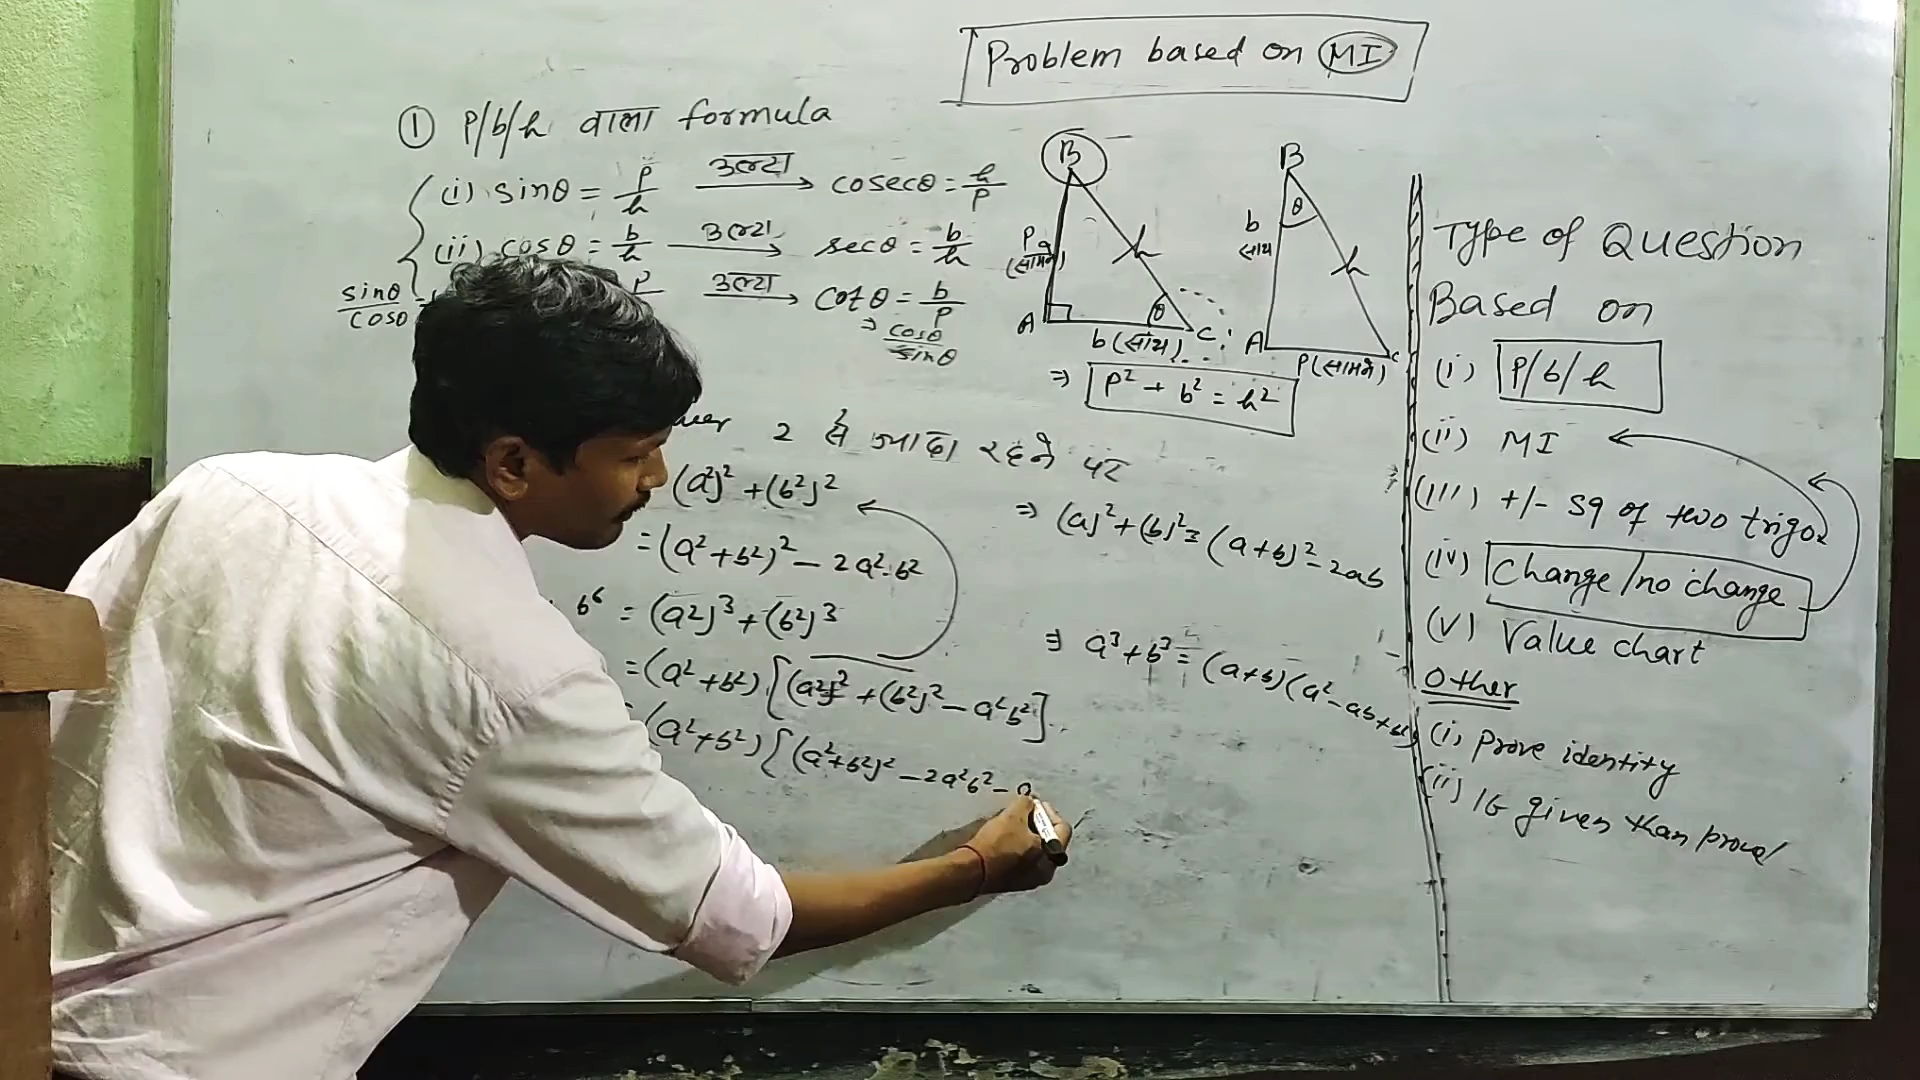 Problem based on MI
① P/b/h वाला formula
(i) sinθ = P/h उल्टा → cosecθ = h/P
(ii) cosθ = b/h उल्टा → secθ = b/h
sinθ/cosθ = P उल्टा → cotθ = b/P
⇒ cosθ/sinθ
B
P
(सामने)
h
θ
A
b (साथ)
C
B
θ
b
साथ
h
A
P (सामने)
C
⇒ P² + b² = h²
2 से ज्यादा रहने पर
(a²)² + (b²)²
= (a²+b²)² - 2a².b²
b⁶ = (a²)³ + (b²)³
= (a²+b²) [(a²)² + (b²)² - a²b²]
= (a²+b²) [(a²+b²)² - 2a²b² - a
⇒ (a)² + (b)² = (a+b)² - 2ab
⇒ a³ + b³ = (a+b)(a² - ab + b²)
Type of Question
Based on
(i) P/b/h
(ii) MI
(iii) +/- sq of two trigo.
(iv) Change/no change
(v) Value chart
Other
(i) Prove identity
(ii) IG given than prove